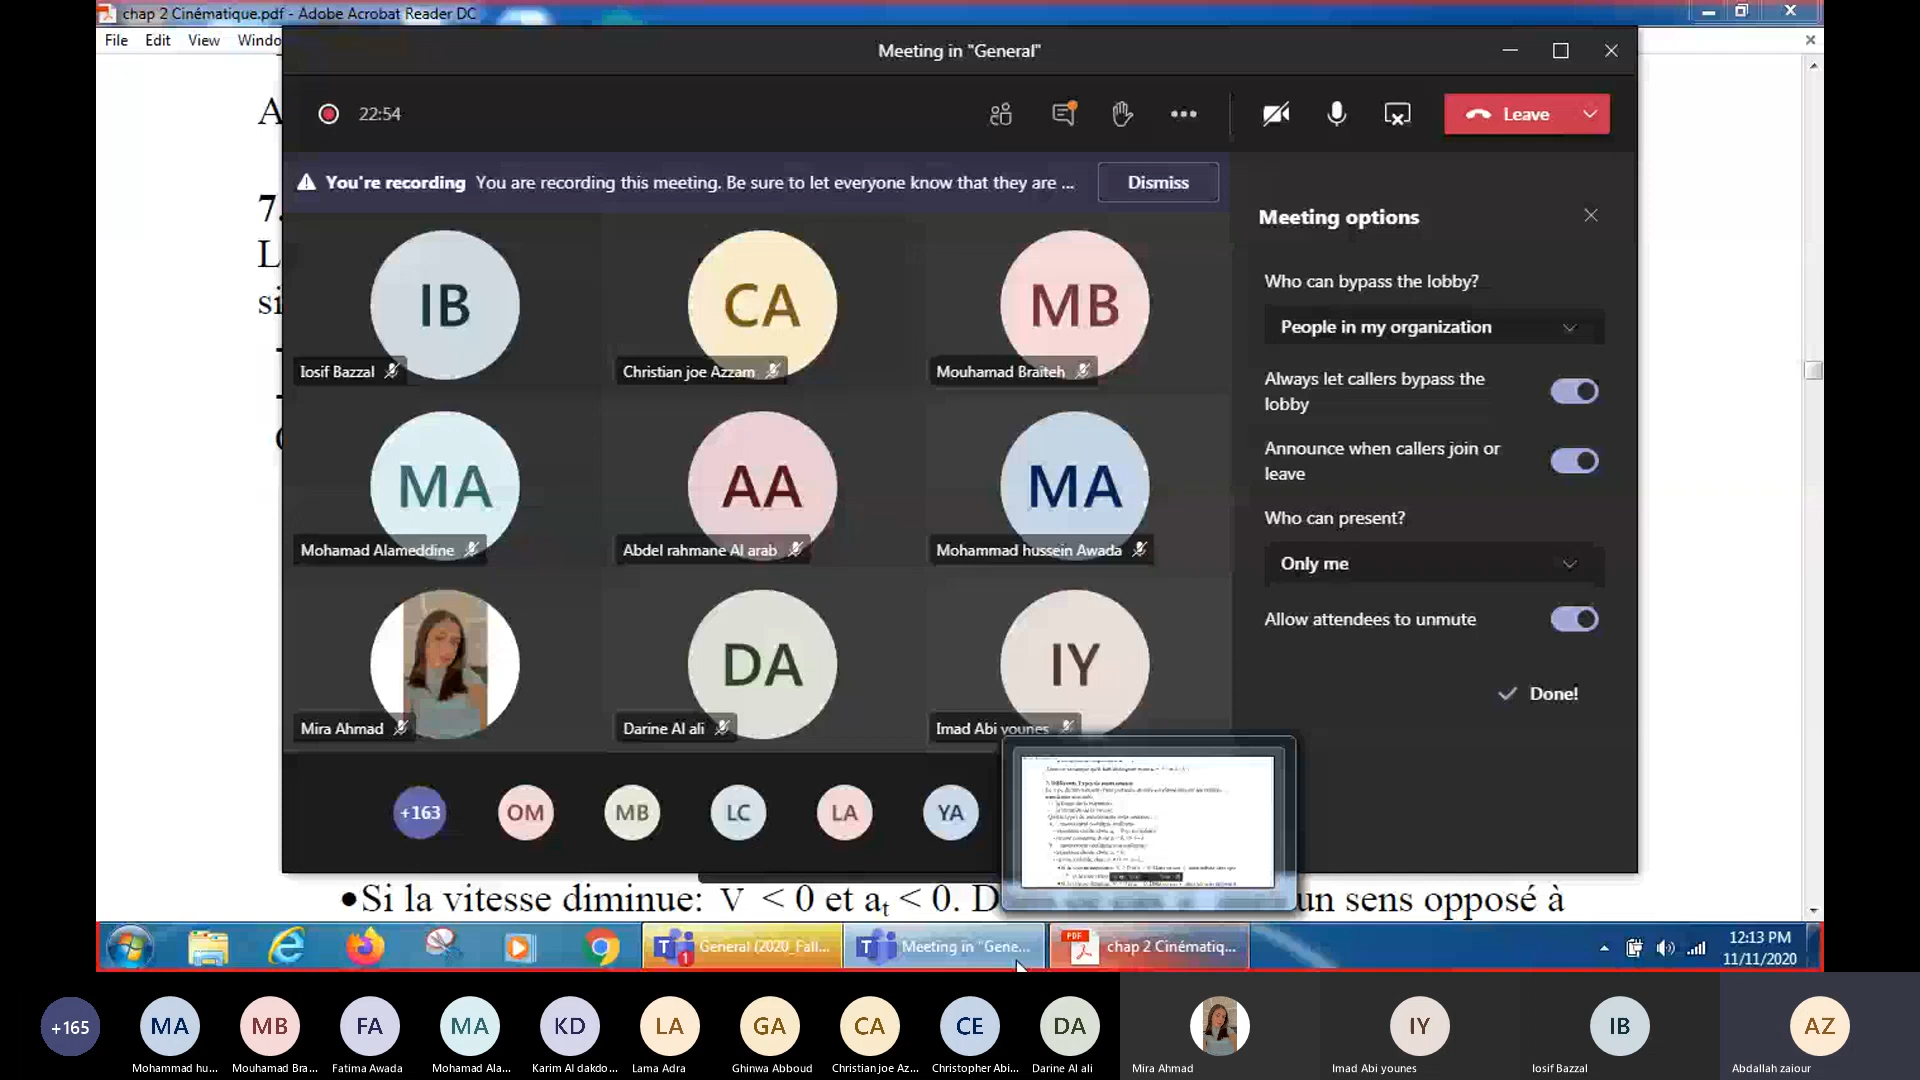 chap 2 Cinématique.pdf - Adobe Acrobat Reader DC
File Edit View Windo
Meeting in "General"
A
22:54
Leave
You're recording You are recording this meeting. Be sure to let everyone know that they are ...
Dismiss
7.
L
si
Meeting options
Who can bypass the lobby?
People in my organization
Always let callers bypass the
lobby
Announce when callers join or
leave
Who can present?
Only me
Allow attendees to unmute
Done!
IB
CA
MB
Iosif Bazzal
Christian joe Azzam
Mouhamad Braiteh
MA
AA
MA
Mohamad Alameddine
Abdel rahmane Al arab
Mohammad hussein Awada
DA
IY
Mira Ahmad
Darine Al ali
Imad Abi younes
+163
OM
MB
LC
LA
YA
•Si la vitesse diminue: V < 0 et at < 0. D
un sens opposé à
1
General (2020_Fall...
Meeting in "Gene...
PDF
chap 2 Cinématiq...
12:13 PM
11/11/2020
+165
MA
MB
FA
MA
KD
LA
GA
CA
CE
DA
IY
IB
AZ
Mohammad hu...
Mouhamad Bra...
Fatima Awada
Mohamad Ala...
Karim Al dakdo...
Lama Adra
Ghinwa Abboud
Christian joe Az...
Christopher Abi...
Darine Al ali
Mira Ahmad
Imad Abi younes
Iosif Bazzal
Abdallah zaiour